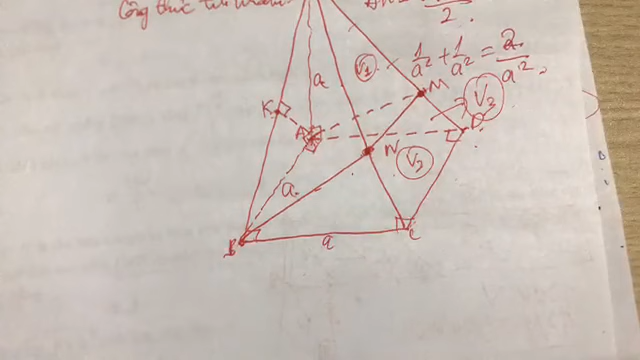 Công thức
2.
V1
1/a² + 1/a² = 2/a².
a
M
K
V2
A
D
N
V3
a
B
a
C